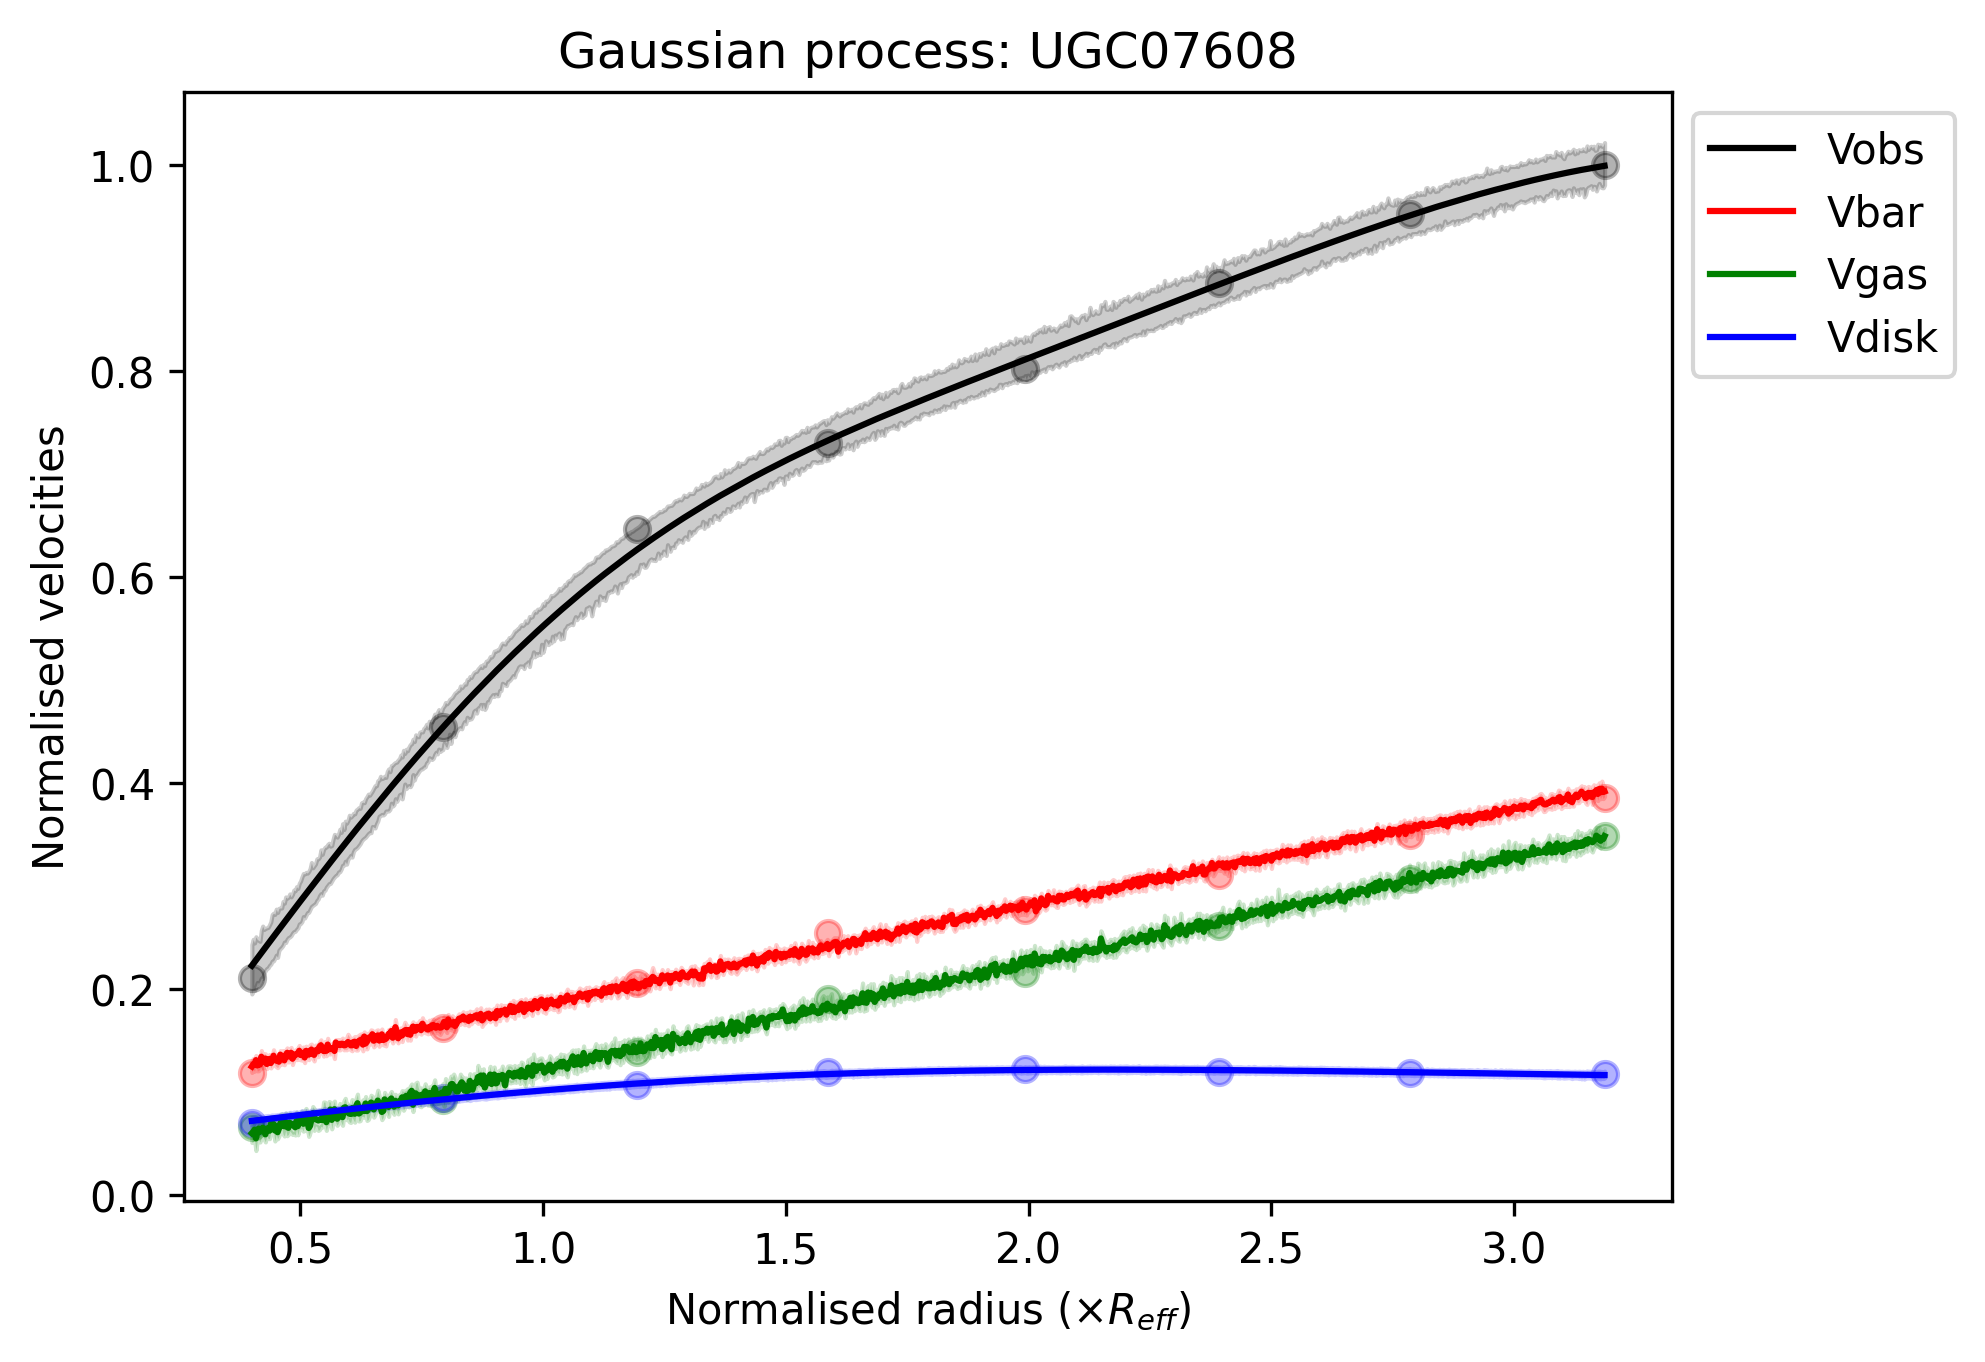 Gaussian process: UGC07608
Vobs
Vbar
Vgas
Vdisk
Normalised velocities
1.0
0.8
0.6
0.4
0.2
0.0
0.5 1.0 1.5 2.0 2.5 3.0
Normalised radius (×R_eff)